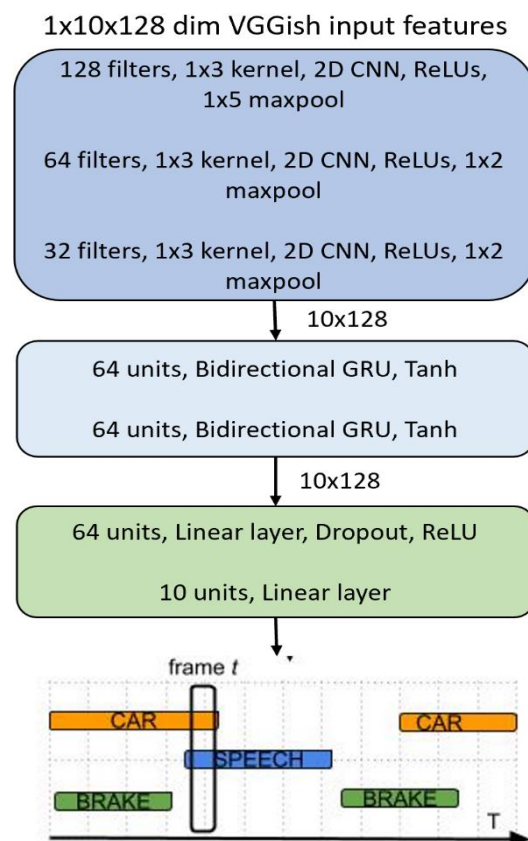 1x10x128 dim VGGish input features
128 filters, 1x3 kernel, 2D CNN, ReLUs,
1x5 maxpool
64 filters, 1x3 kernel, 2D CNN, ReLUs, 1x2
maxpool
32 filters, 1x3 kernel, 2D CNN, ReLUs, 1x2
maxpool
10x128
64 units, Bidirectional GRU, Tanh
64 units, Bidirectional GRU, Tanh
10x128
64 units, Linear layer, Dropout, ReLU
10 units, Linear layer
frame t
CAR CAR
SPEECH
BRAKE BRAKE
T